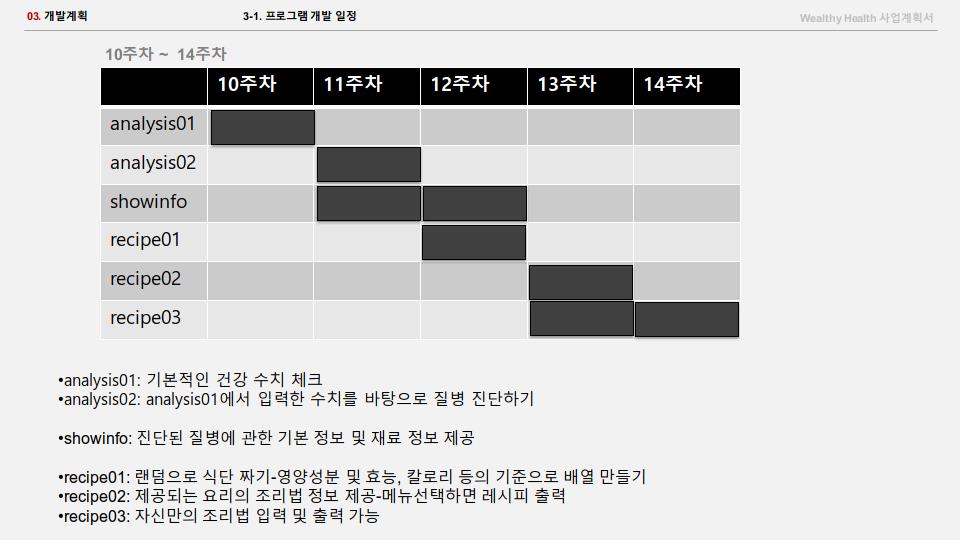 03. 개발계획
3-1. 프로그램 개발 일정
Wealthy Health 사업계획서
10주차 ~ 14주차
10주차 11주차 12주차 13주차 14주차
analysis01
analysis02
showinfo
recipe01
recipe02
recipe03
•analysis01: 기본적인 건강 수치 체크
•analysis02: analysis01에서 입력한 수치를 바탕으로 질병 진단하기
•showinfo: 진단된 질병에 관한 기본 정보 및 재료 정보 제공
•recipe01: 랜덤으로 식단 짜기-영양성분 및 효능, 칼로리 등의 기준으로 배열 만들기
•recipe02: 제공되는 요리의 조리법 정보 제공-메뉴선택하면 레시피 출력
•recipe03: 자신만의 조리법 입력 및 출력 가능